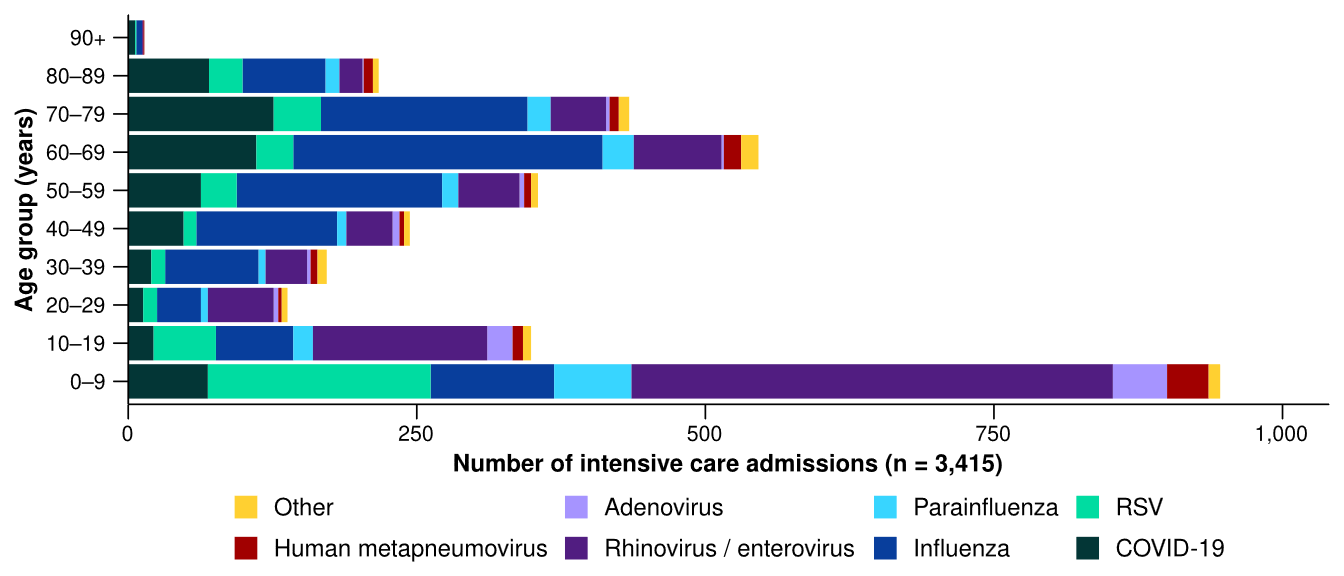 90+
80–89
70–79
60–69
50–59
40–49
30–39
20–29
10–19
0–9
Age group (years)
0 250 500 750 1,000
Number of intensive care admissions (n = 3,415)
Other Adenovirus Parainfluenza RSV
Human metapneumovirus Rhinovirus / enterovirus Influenza COVID-19